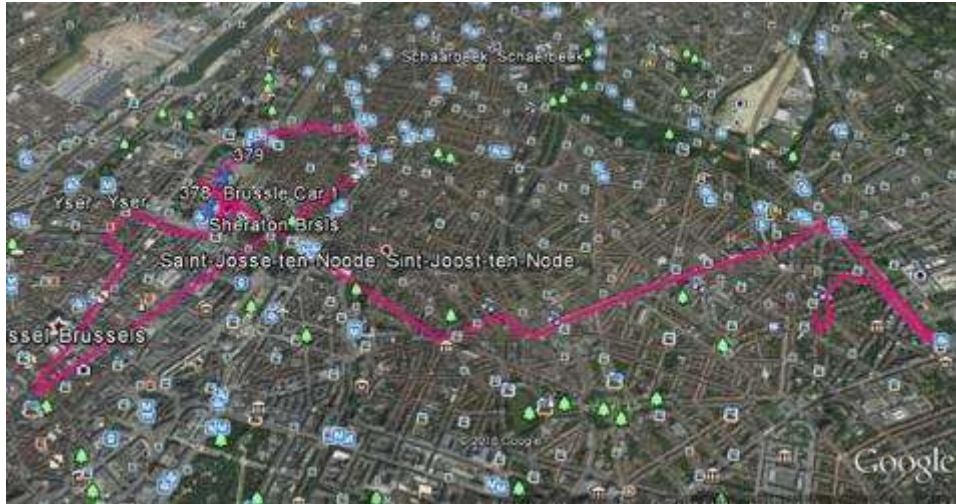 Schaarbeek Schaerbeek
379
378 Brussle Car 1
Yser Yser
Sheraton Brsls
Saint-Josse-ten-Noode Sint-Joost-ten-Node
ssel Brussels
© 2016 Google
Google